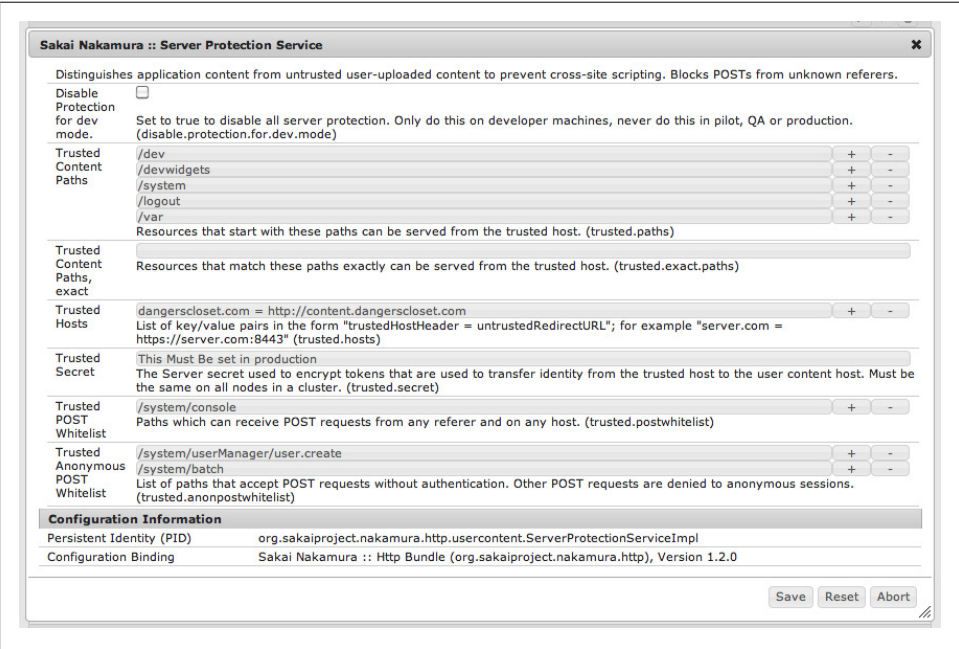 Sakai Nakamura :: Server Protection Service
Distinguishes application content from untrusted user-uploaded content to prevent cross-site scripting. Blocks POSTs from unknown referers.
Disable Protection for dev mode.
Set to true to disable all server protection. Only do this on developer machines, never do this in pilot, QA or production.
(disable.protection.for.dev.mode)
Trusted Content Paths
/dev + -
/devwidgets + -
/system + -
/logout + -
/var + -
Resources that start with these paths can be served from the trusted host. (trusted.paths)
Trusted Content Paths, exact
Resources that match these paths exactly can be served from the trusted host. (trusted.exact.paths)
Trusted Hosts
dangerscloset.com = http://content.dangerscloset.com + -
List of key/value pairs in the form "trustedHostHeader = untrustedRedirectURL"; for example "server.com =
https://server.com:8443" (trusted.hosts)
Trusted Secret
This Must Be set in production
The Server secret used to encrypt tokens that are used to transfer identity from the trusted host to the user content host. Must be
the same on all nodes in a cluster. (trusted.secret)
Trusted POST Whitelist
/system/console + -
Paths which can receive POST requests from any referer and on any host. (trusted.postwhitelist)
Trusted Anonymous POST Whitelist
/system/userManager/user.create + -
/system/batch + -
List of paths that accept POST requests without authentication. Other POST requests are denied to anonymous sessions.
(trusted.anonpostwhitelist)
Configuration Information
Persistent Identity (PID) org.sakaiproject.nakamura.http.usercontent.ServerProtectionServiceImpl
Configuration Binding Sakai Nakamura :: Http Bundle (org.sakaiproject.nakamura.http), Version 1.2.0
Save Reset Abort